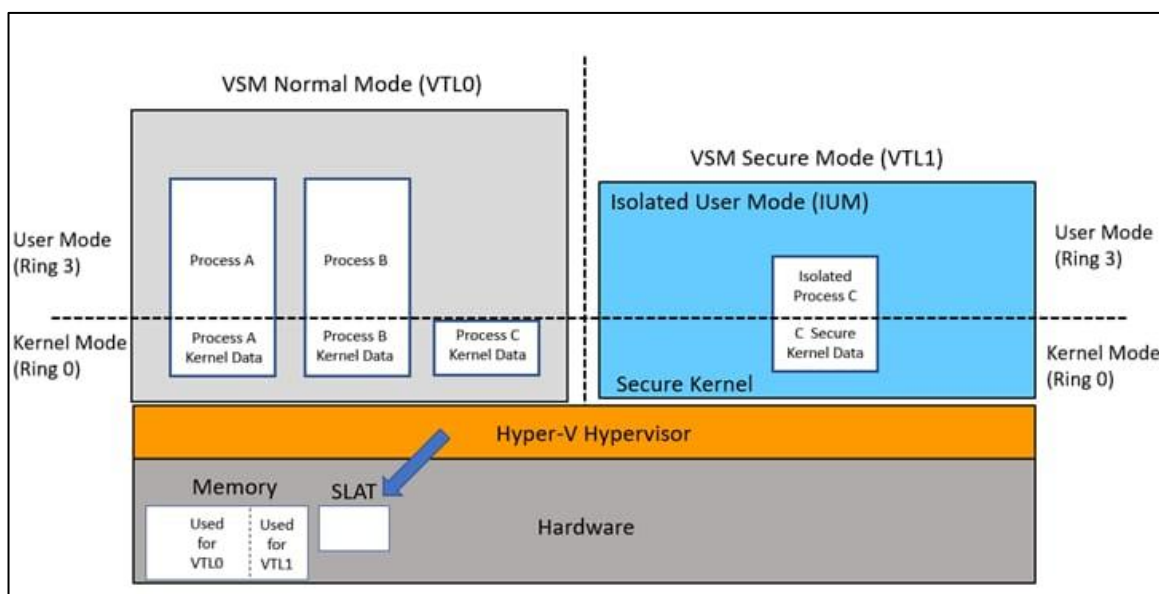 VSM Normal Mode (VTL0)
VSM Secure Mode (VTL1)
Isolated User Mode (IUM)
User Mode
(Ring 3)
Process A
Process B
Isolated
Process C
User Mode
(Ring 3)
Kernel Mode
(Ring 0)
Process A
Kernel Data
Process B
Kernel Data
Process C
Kernel Data
C Secure
Kernel Data
Kernel Mode
(Ring 0)
Secure Kernel
Hyper-V Hypervisor
Memory
SLAT
Used
for
VTL0
Used
for
VTL1
Hardware